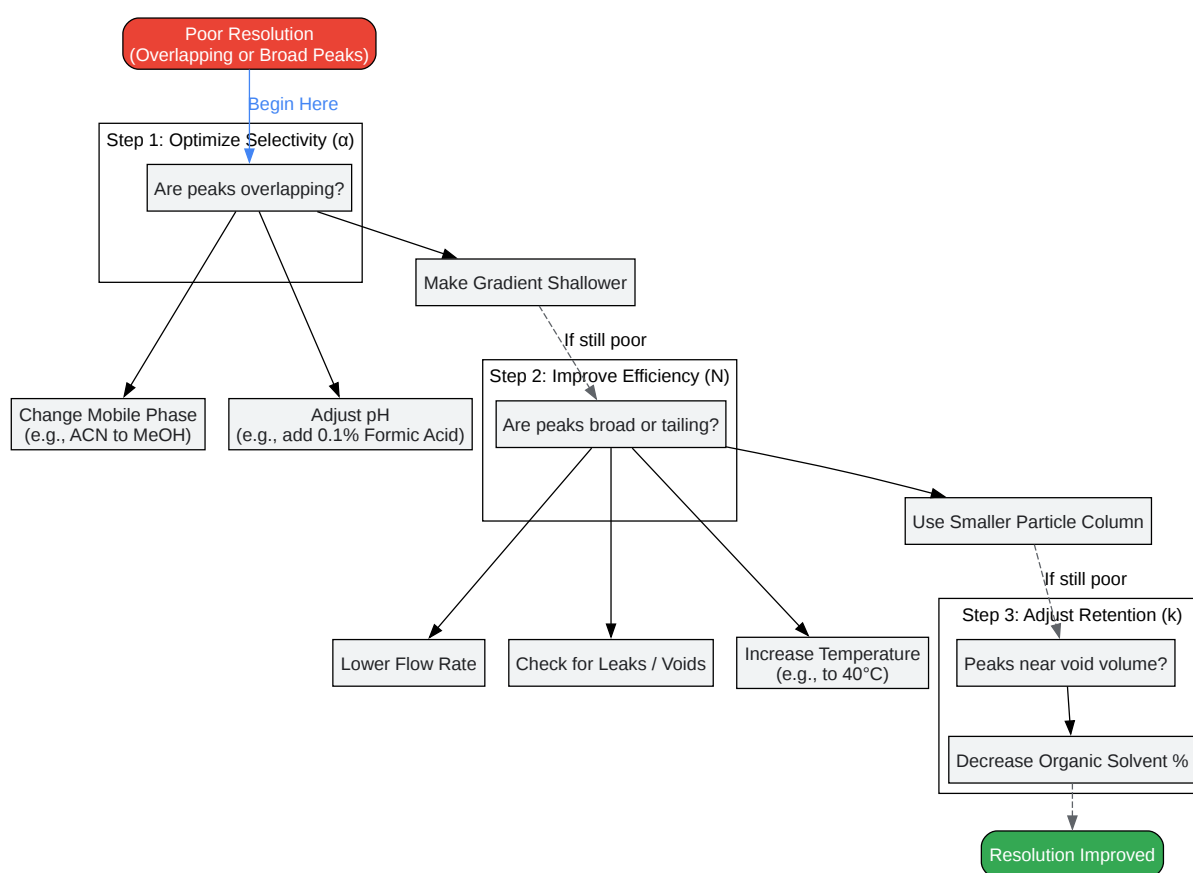 Poor Resolution
(Overlapping or Broad Peaks)
Begin Here
Step 1: Optimize Selectivity (α)
Are peaks overlapping?
Make Gradient Shallower
If still poor
Step 2: Improve Efficiency (N)
Change Mobile Phase
(e.g., ACN to MeOH)
Adjust pH
(e.g., add 0.1% Formic Acid)
Are peaks broad or tailing?
Use Smaller Particle Column
If still poor
Step 3: Adjust Retention (k)
Lower Flow Rate
Check for Leaks / Voids
Increase Temperature
(e.g., to 40°C)
Peaks near void volume?
Decrease Organic Solvent %
Resolution Improved